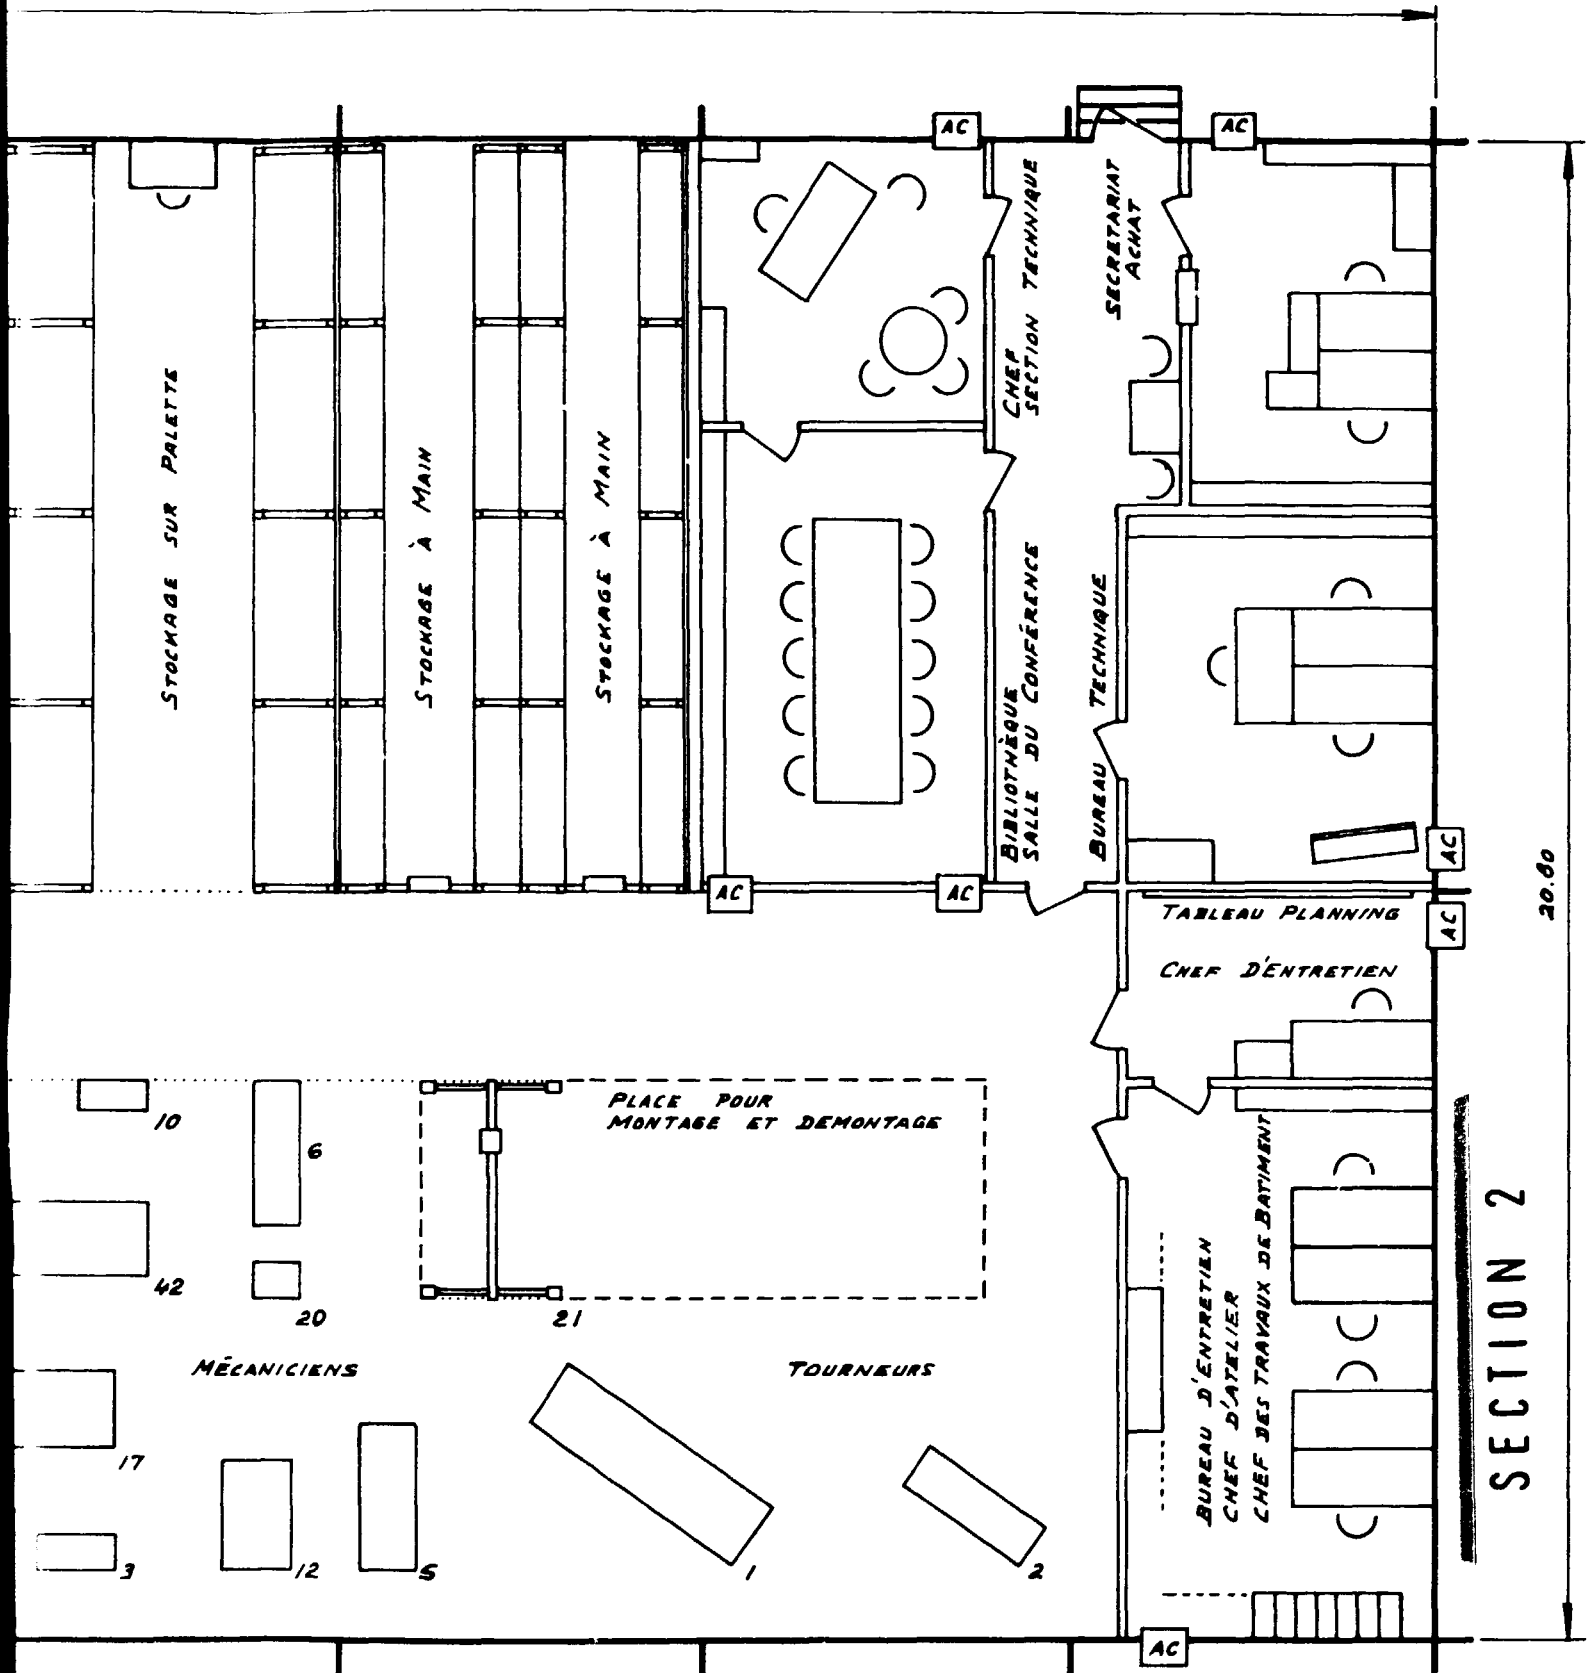 AC
AC
STOCKAGE SUR PALETTE
STOCKAGE À MAIN
STOCKAGE À MAIN
CHEF
SECTION TECHNIQUE
SECRETARIAT
ACHAT
BIBLIOTHÈQUE
SALLE DU CONFÉRENCE
BUREAU TECHNIQUE
AC
AC
AC
AC
TABLEAU PLANNING
CHEF D'ENTRETIEN
20.80
PLACE POUR
MONTAGE ET DEMONTAGE
10
6
42
20
21
MÉCANICIENS
TOURNEURS
17
3
12
5
1
2
BUREAU D'ENTRETIEN
CHEF D'ATELIER
CHEF DES TRAVAUX DE BATIMENT
SECTION 2
AC